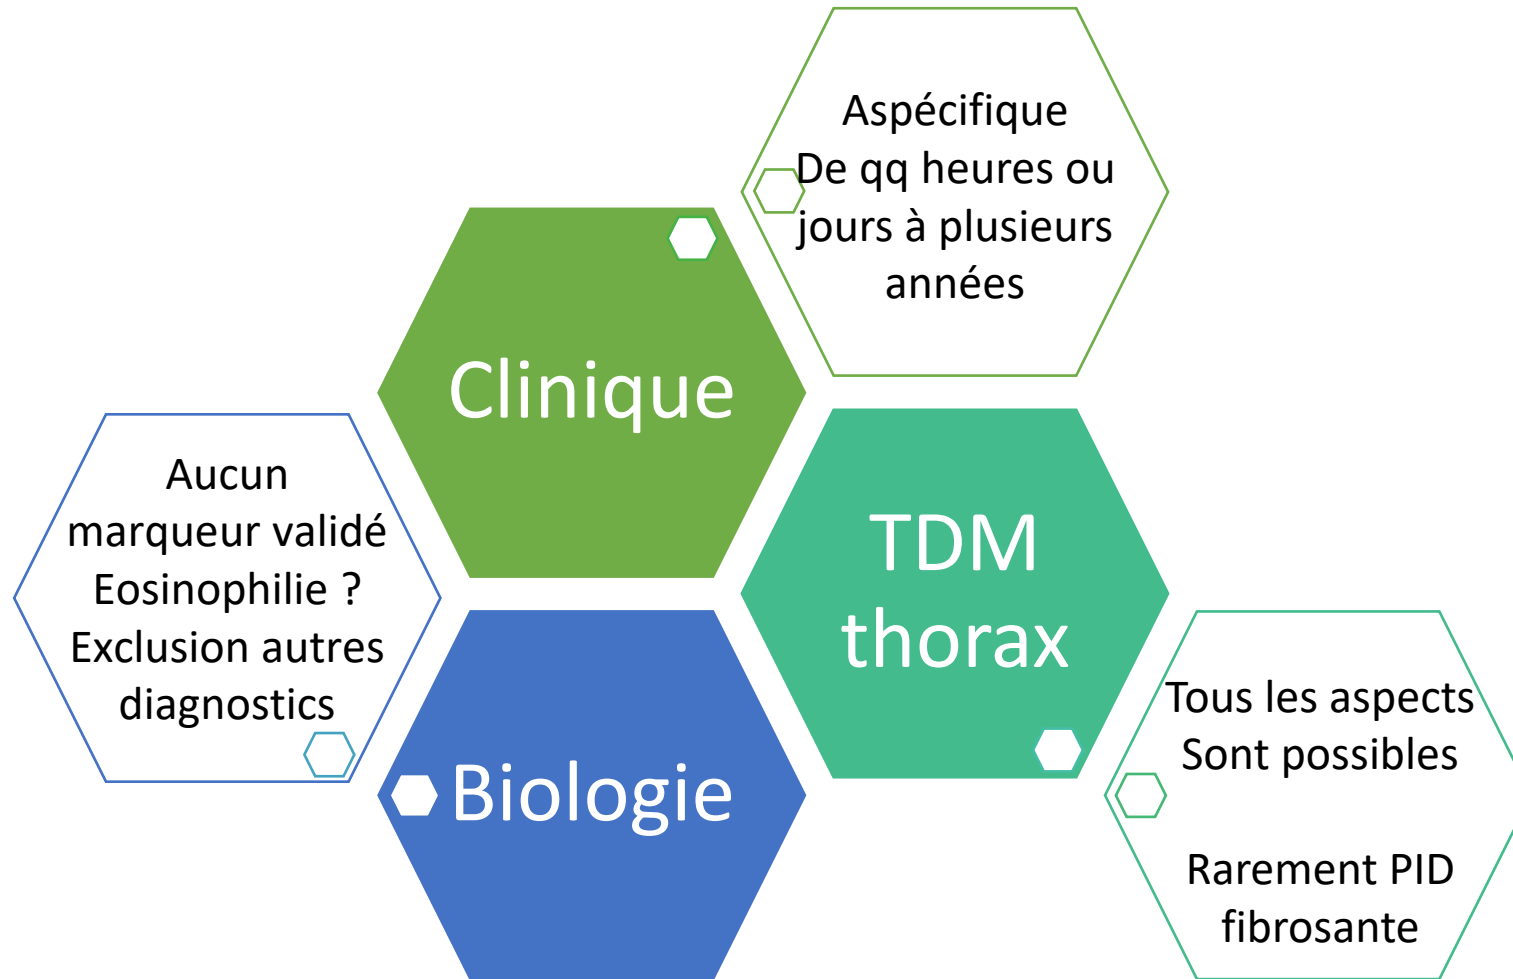 Aspécifique
De qq heures ou
jours à plusieurs
années
Clinique
Aucun
marqueur validé
Eosinophilie ?
Exclusion autres
diagnostics
TDM
thorax
Biologie
Tous les aspects
Sont possibles
Rarement PID
fibrosante